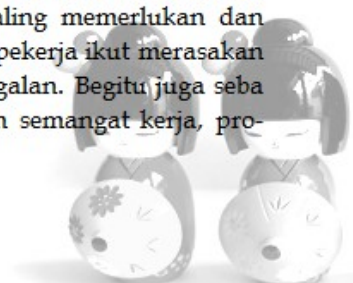 aling memerlukan dan
pekerja ikut merasakan
galan. Begitu juga seba
n semangat kerja, pro-